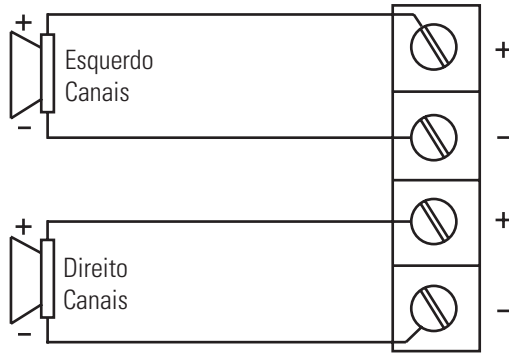 +
+
Esquerdo
Canais
–
–
+
+
Direito
Canais
–
–